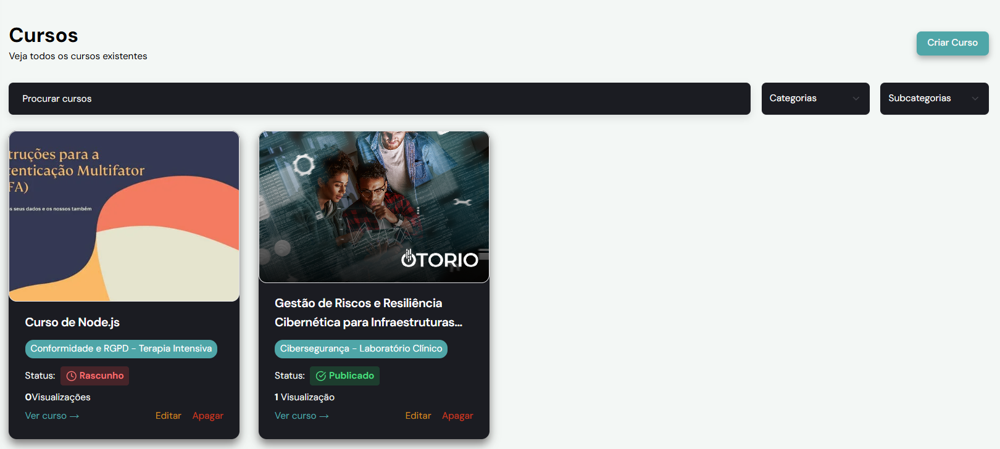 Cursos
Veja todos os cursos existentes
Criar Curso
Procurar cursos
Categorias
Subcategorias
truções para a
tenticação Multifator
FA)
s seus dados e os nossos também
OTORIO
Curso de Node.js
Conformidade e RGPD - Terapia Intensiva
Status: Rascunho
0Visualizações
Ver curso → Editar Apagar
Gestão de Riscos e Resiliência
Cibernética para Infraestruturas...
Cibersegurança - Laboratório Clínico
Status: Publicado
1 Visualização
Ver curso → Editar Apagar